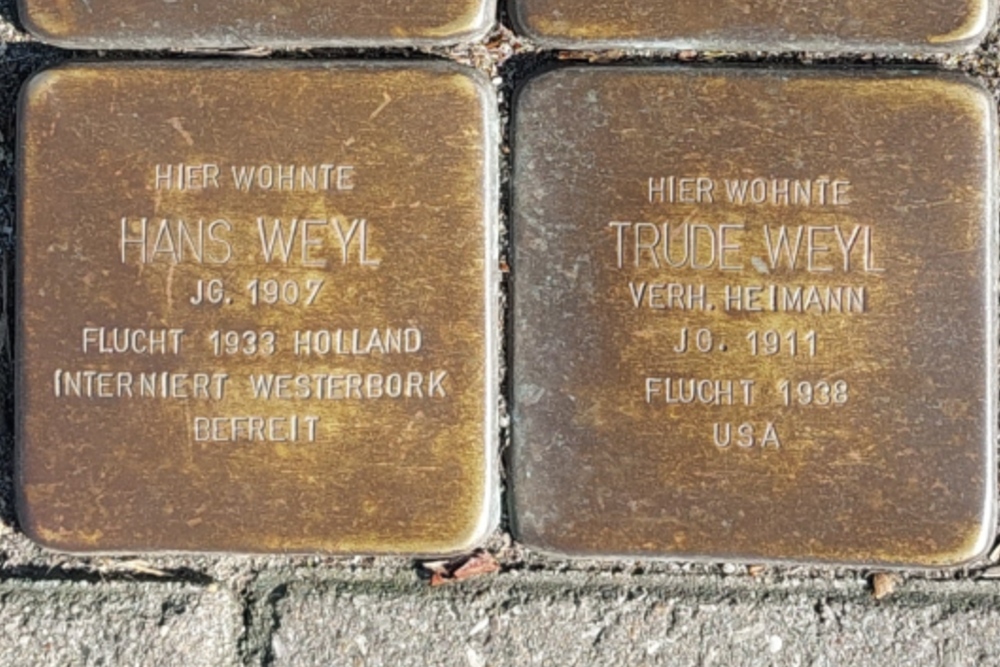 HIER WOHNTE
HANS WEYL
JG. 1907
FLUCHT 1933 HOLLAND
INTERNIERT WESTERBORK
BEFREIT
HIER WOHNTE
TRUDE WEYL
VERH. HEIMANN
JG. 1911
FLUCHT 1938
USA